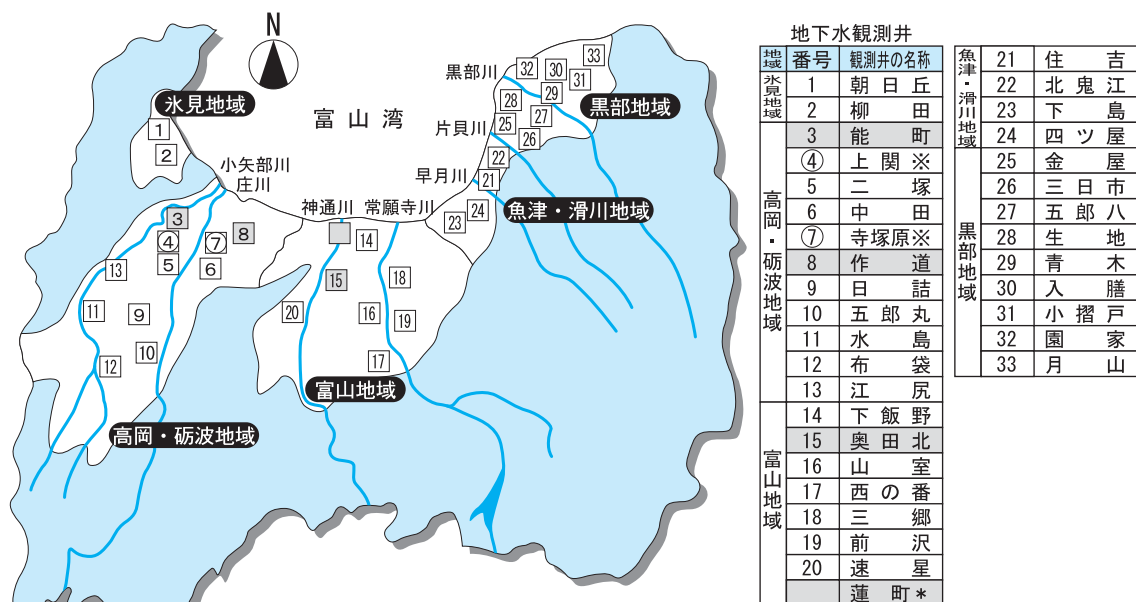 N
氷見地域
1
2
富山湾
小矢部川
庄川
神通川
常願寺川
黒部川
片貝川
早月川
黒部地域
魚津・滑川地域
富山地域
高岡・砺波地域
3
④
5
6
⑦
8
9
10
11
12
13
14
15
16
17
18
19
20
21
22
23
24
25
26
27
28
29
30
31
32
33
地下水観測井
地域 番号 観測井の名称
氷見地域
1 朝日丘
2 柳田
高岡・砺波地域
3 能町
④ 上関※
5 二塚
6 中田
⑦ 寺塚原※
8 作道
9 日詰
10 五郎丸
11 水島
12 布袋
13 江尻
富山地域
14 下飯野
15 奥田北
16 山室
17 西の番
18 三郷
19 前沢
20 速星
蓮町*
魚津・滑川地域
21 住吉
22 北鬼江
23 下島
24 四ツ屋
黒部地域
25 金屋
26 三日市
27 五郎八
28 生地
29 青木
30 入膳
31 小摺戸
32 園家
33 月山